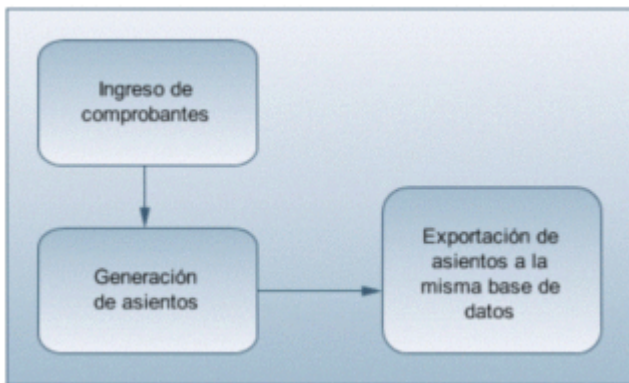 Ingreso de
comprobantes
Generación
de asientos
Exportación de
asientos a la
misma base de
datos